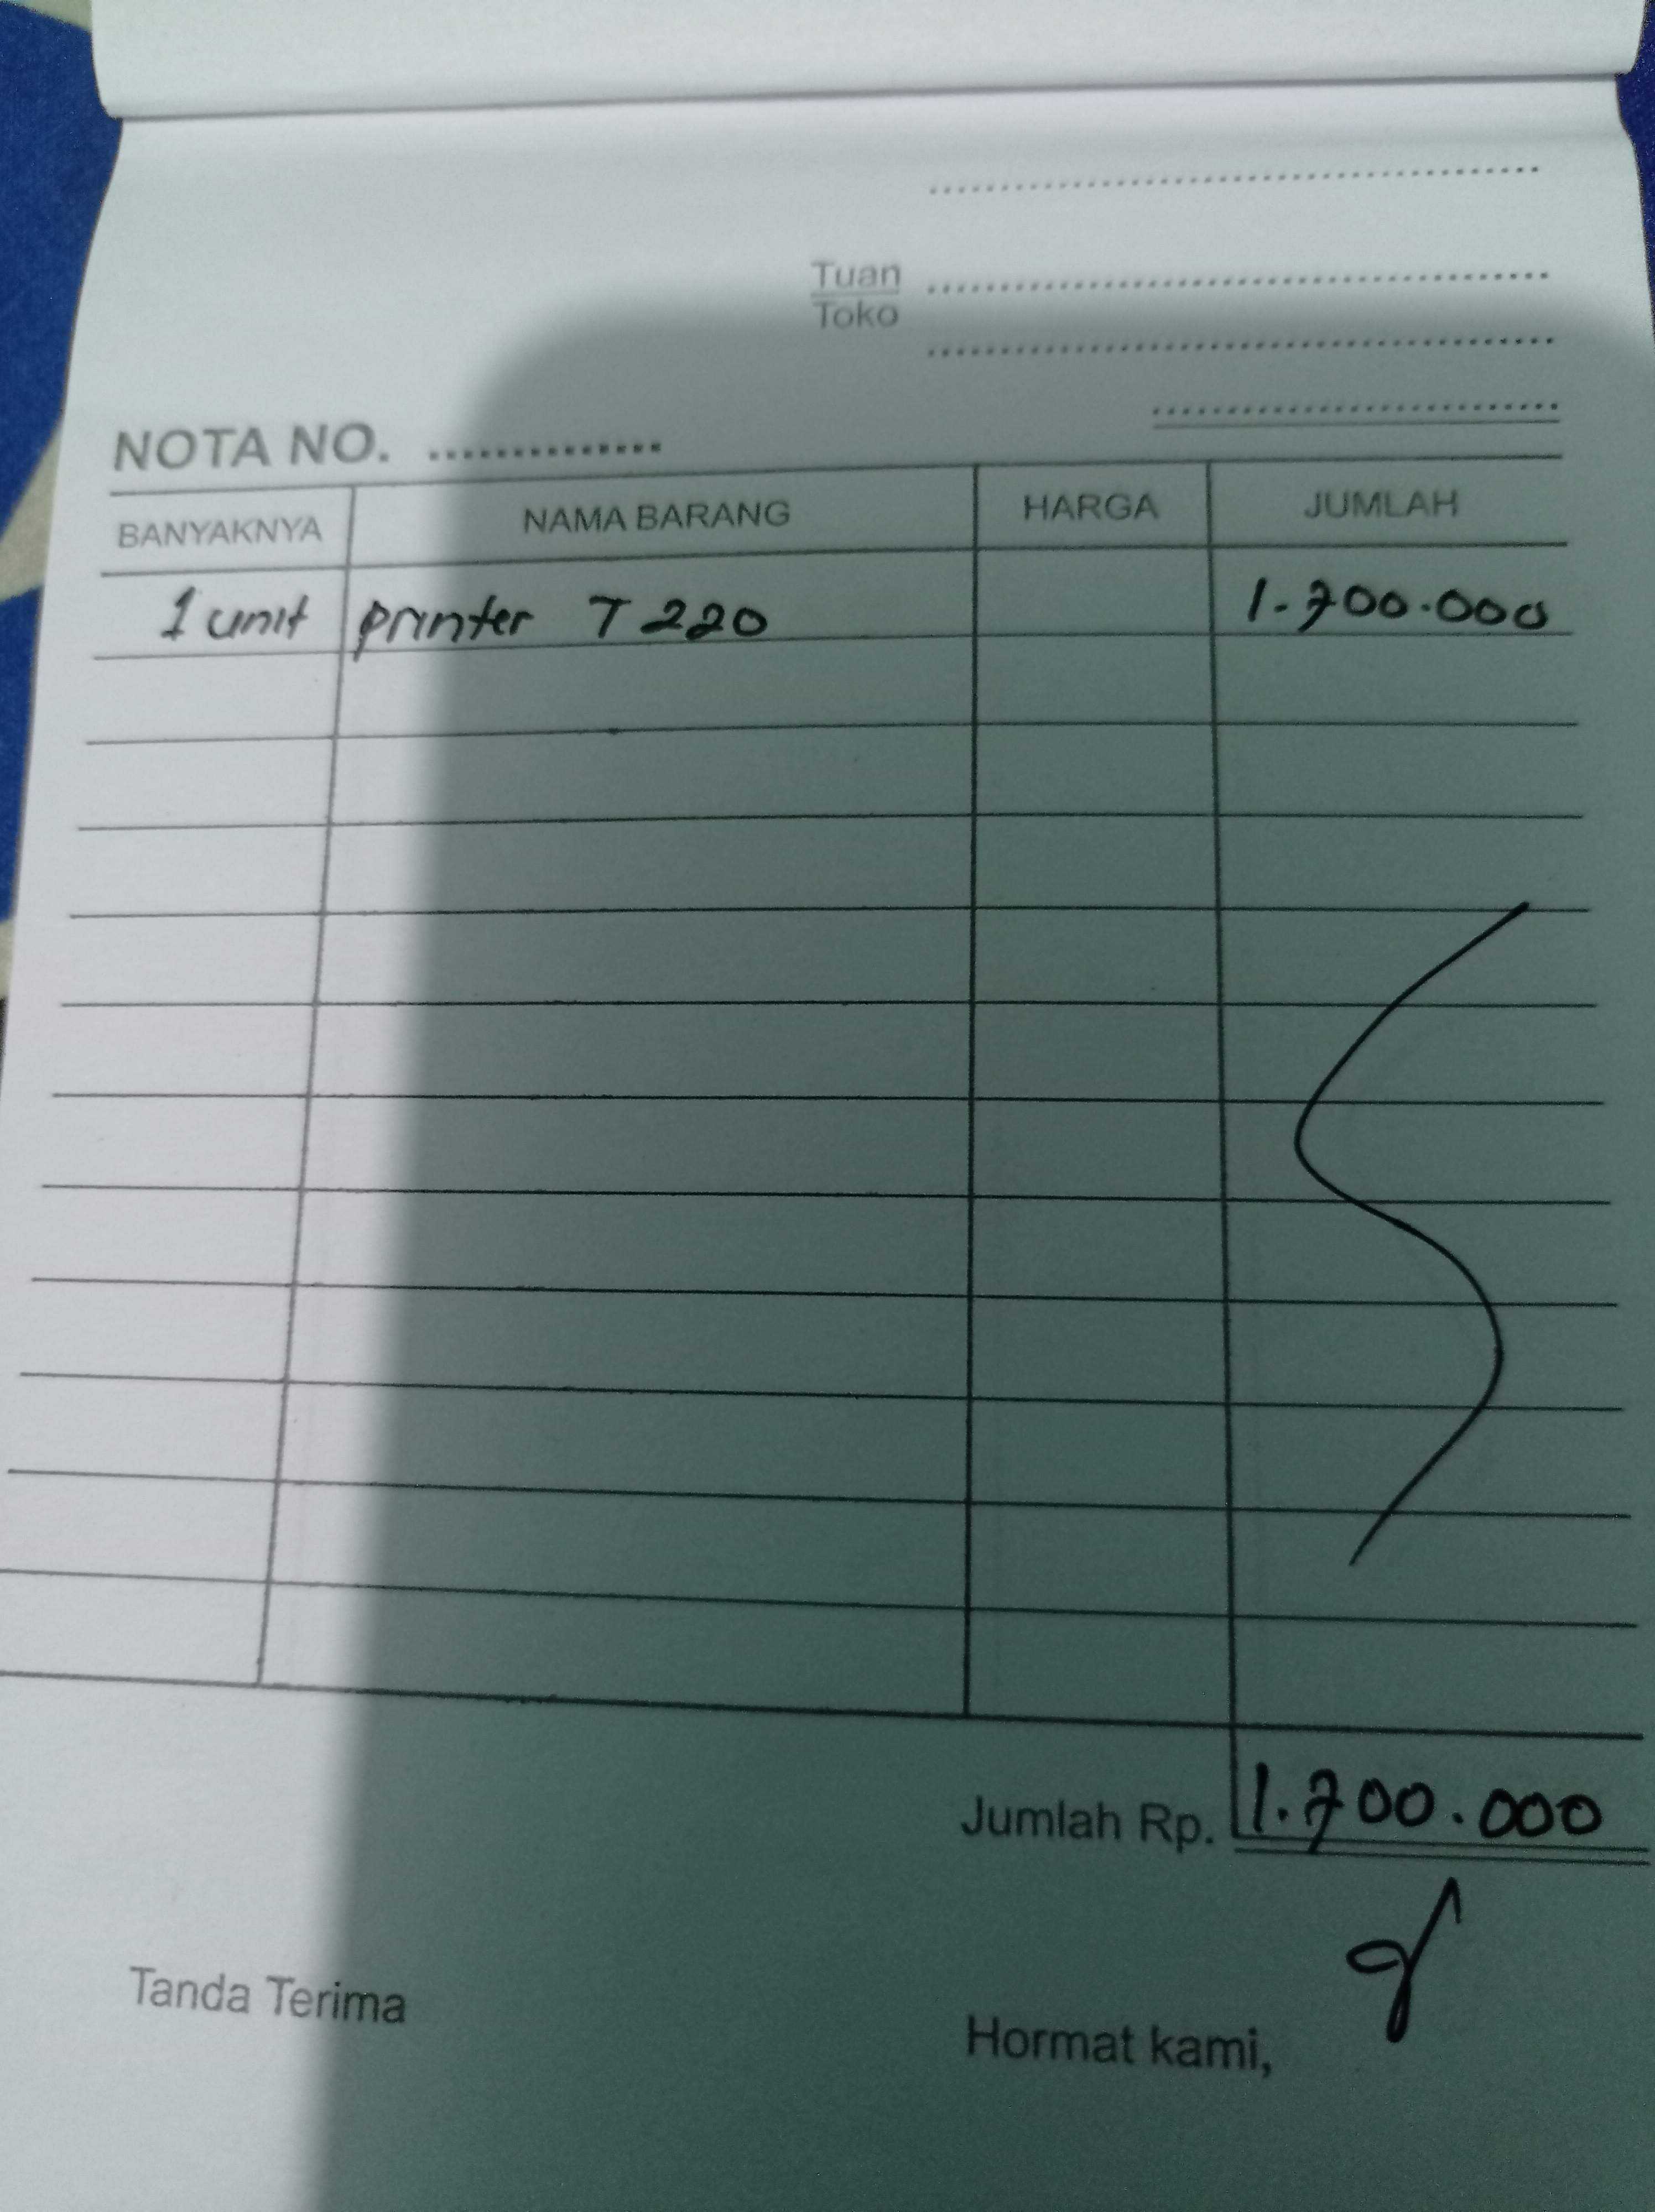 Tuan
Toko
NOTA NO. ..............
BANYAKNYA NAMA BARANG HARGA JUMLAH
1 unit printer T220 1.700.000
Jumlah Rp. 1.700.000
Tanda Terima
Hormat kami,